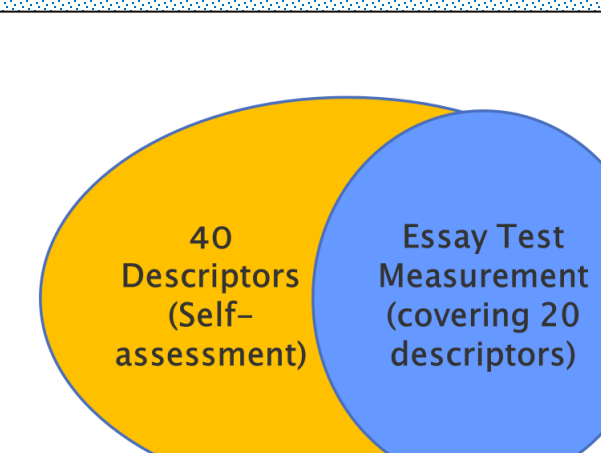 40
Descriptors
(Self-
assessment)
Essay Test
Measurement
(covering 20
descriptors)